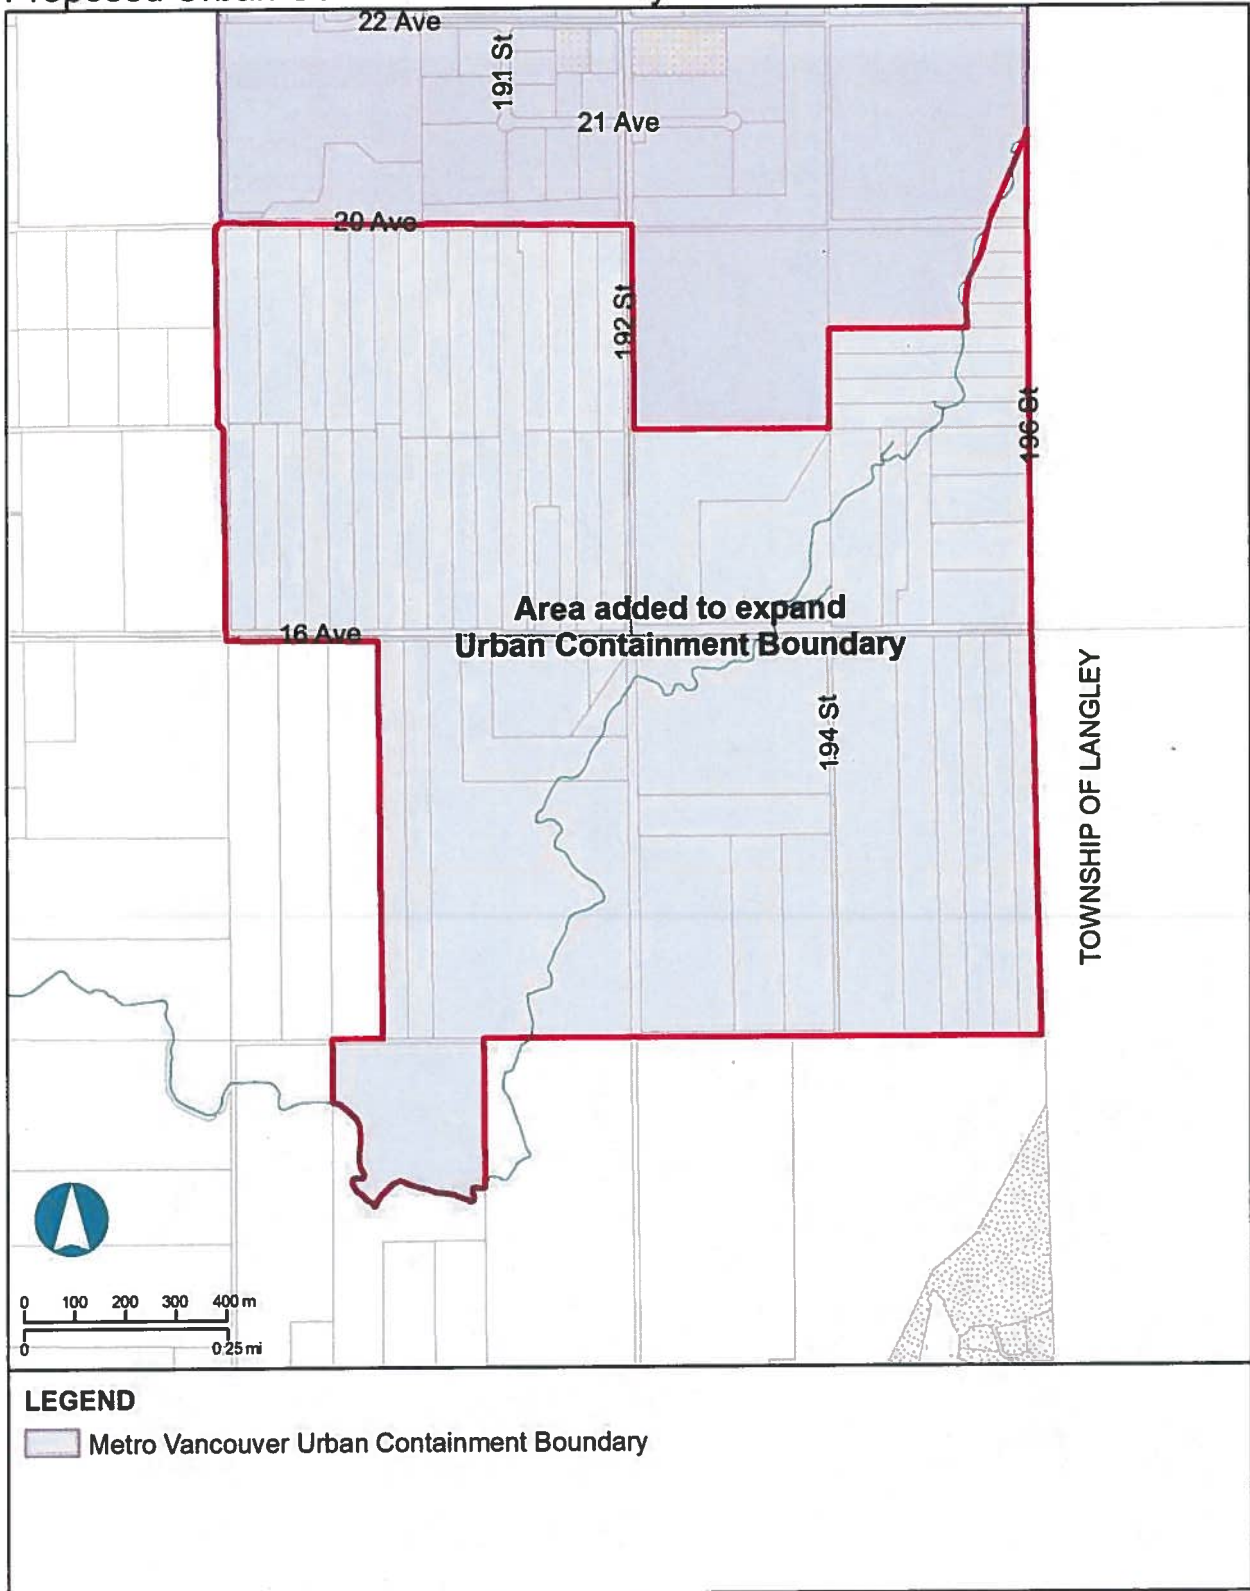 22 Ave
191 St
21 Ave
20 Ave
192 St
196 St
Area added to expand
Urban Containment Boundary
16 Ave
194 St
TOWNSHIP OF LANGLEY
0 100 200 300 400 m
0 0.25 mi
LEGEND
Metro Vancouver Urban Containment Boundary